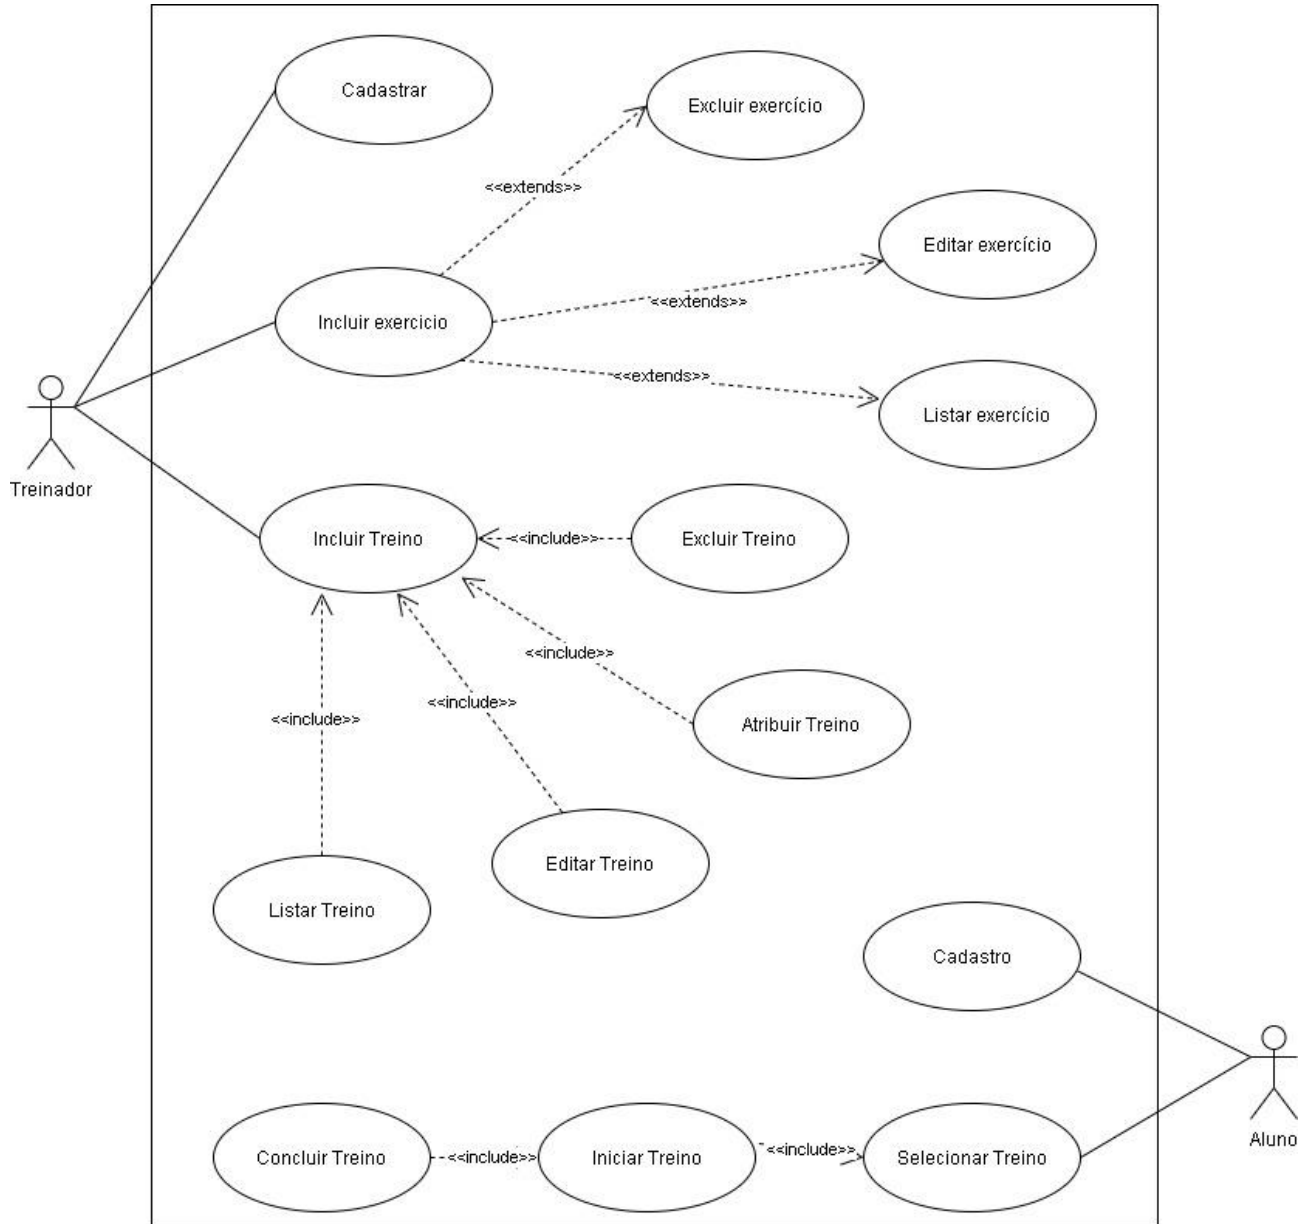 Cadastrar
Excluir exercício
<<extends>>
Editar exercício
<<extends>>
Incluir exercicio
<<extends>>
Listar exercício
Treinador
Incluir Treino
<<include>>
Excluir Treino
<<include>>
<<include>>
<<include>>
Atribuir Treino
Editar Treino
Listar Treino
Cadastro
Aluno
Concluir Treino
<<include>>
Iniciar Treino
<<include>>
Selecionar Treino